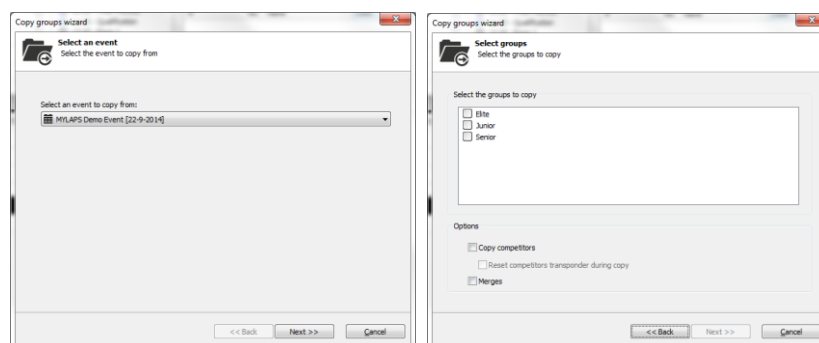 Copy groups wizard
Select an event
Select the event to copy from
Select an event to copy from:
MYLAPS Demo Event [22-9-2014]
<< Back
Next >>
Cancel
Copy groups wizard
Select groups
Select the groups to copy
Select the groups to copy
Elite
Junior
Senior
Options
Copy competitors
Reset competitors transponder during copy
Merges
<< Back
Next >>
Cancel